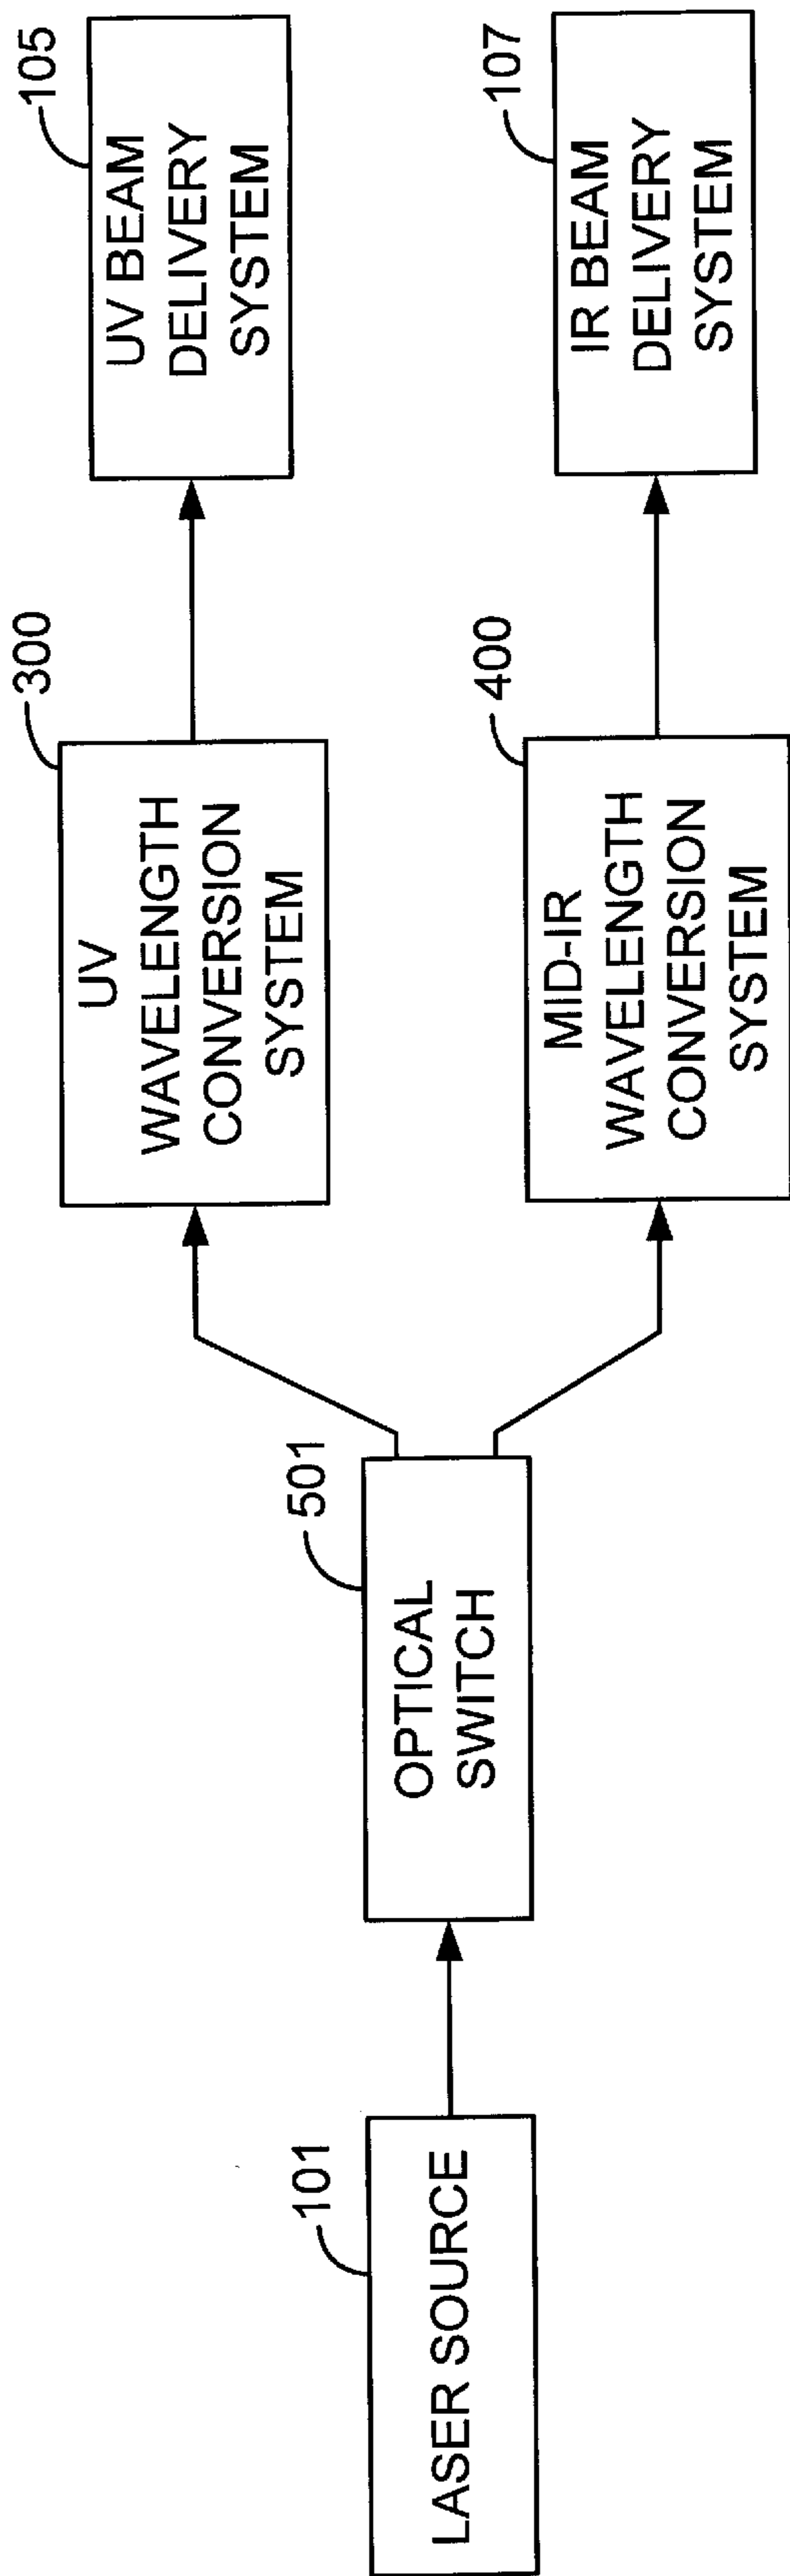 101
LASER SOURCE
501
OPTICAL
SWITCH
300
UV
WAVELENGTH
CONVERSION
SYSTEM
105
UV BEAM
DELIVERY
SYSTEM
400
MID-IR
WAVELENGTH
CONVERSION
SYSTEM
107
IR BEAM
DELIVERY
SYSTEM